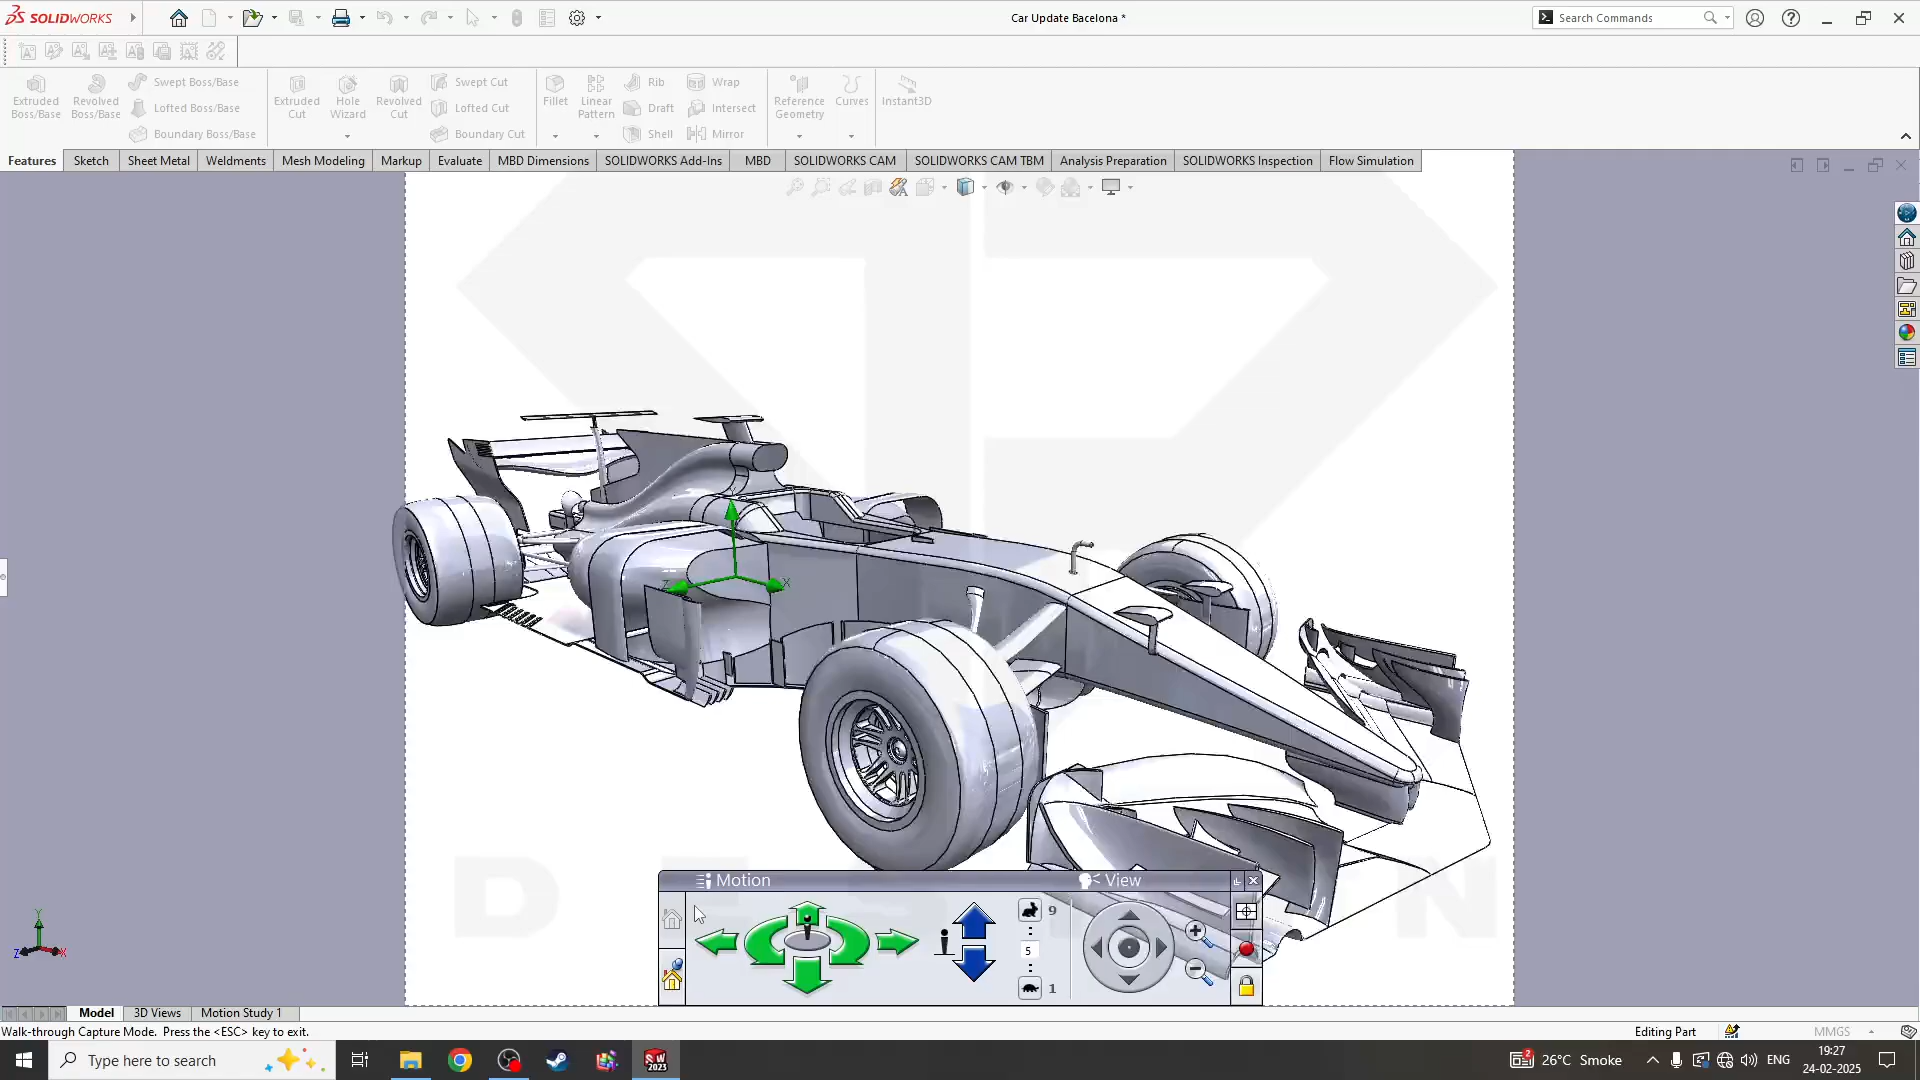 SOLIDWORKS
Car Update Bacelona *
Search Commands
Extruded Boss/Base
Revolved Boss/Base
Swept Boss/Base
Lofted Boss/Base
Boundary Boss/Base
Extruded Cut
Hole Wizard
Revolved Cut
Swept Cut
Lofted Cut
Boundary Cut
Fillet
Linear Pattern
Rib
Draft
Shell
Wrap
Intersect
Mirror
Reference Geometry
Curves
Instant3D
Features
Sketch
Sheet Metal
Weldments
Mesh Modeling
Markup
Evaluate
MBD Dimensions
SOLIDWORKS Add-Ins
MBD
SOLIDWORKS CAM
SOLIDWORKS CAM TBM
Analysis Preparation
SOLIDWORKS Inspection
Flow Simulation
Y
Z
X
Motion
View
9
5
1
Y
Z
X
Model
3D Views
Motion Study 1
Walk-through Capture Mode. Press the <ESC> key to exit.
Editing Part
MMGS
Type here to search
SW
2023
2
26°C Smoke
ENG
19:27
24-02-2025